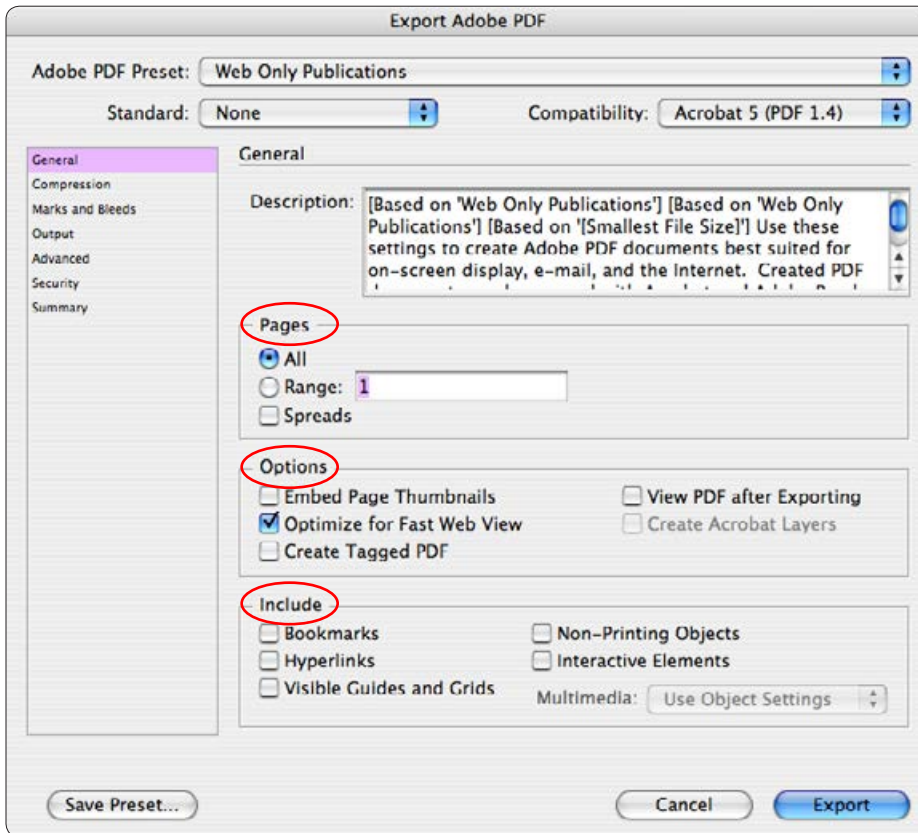 Export Adobe PDF
Adobe PDF Preset: Web Only Publications
Standard: None Compatibility: Acrobat 5 (PDF 1.4)
General
Compression
Marks and Bleeds
Output
Advanced
Security
Summary
General
Description: [Based on 'Web Only Publications'] [Based on 'Web Only
Publications'] [Based on '[Smallest File Size]'] Use these
settings to create Adobe PDF documents best suited for
on-screen display, e-mail, and the Internet. Created PDF
Pages
All
Range: 1
Spreads
Options
Embed Page Thumbnails View PDF after Exporting
Optimize for Fast Web View Create Acrobat Layers
Create Tagged PDF
Include
Bookmarks Non-Printing Objects
Hyperlinks Interactive Elements
Visible Guides and Grids Multimedia: Use Object Settings
Save Preset... Cancel Export